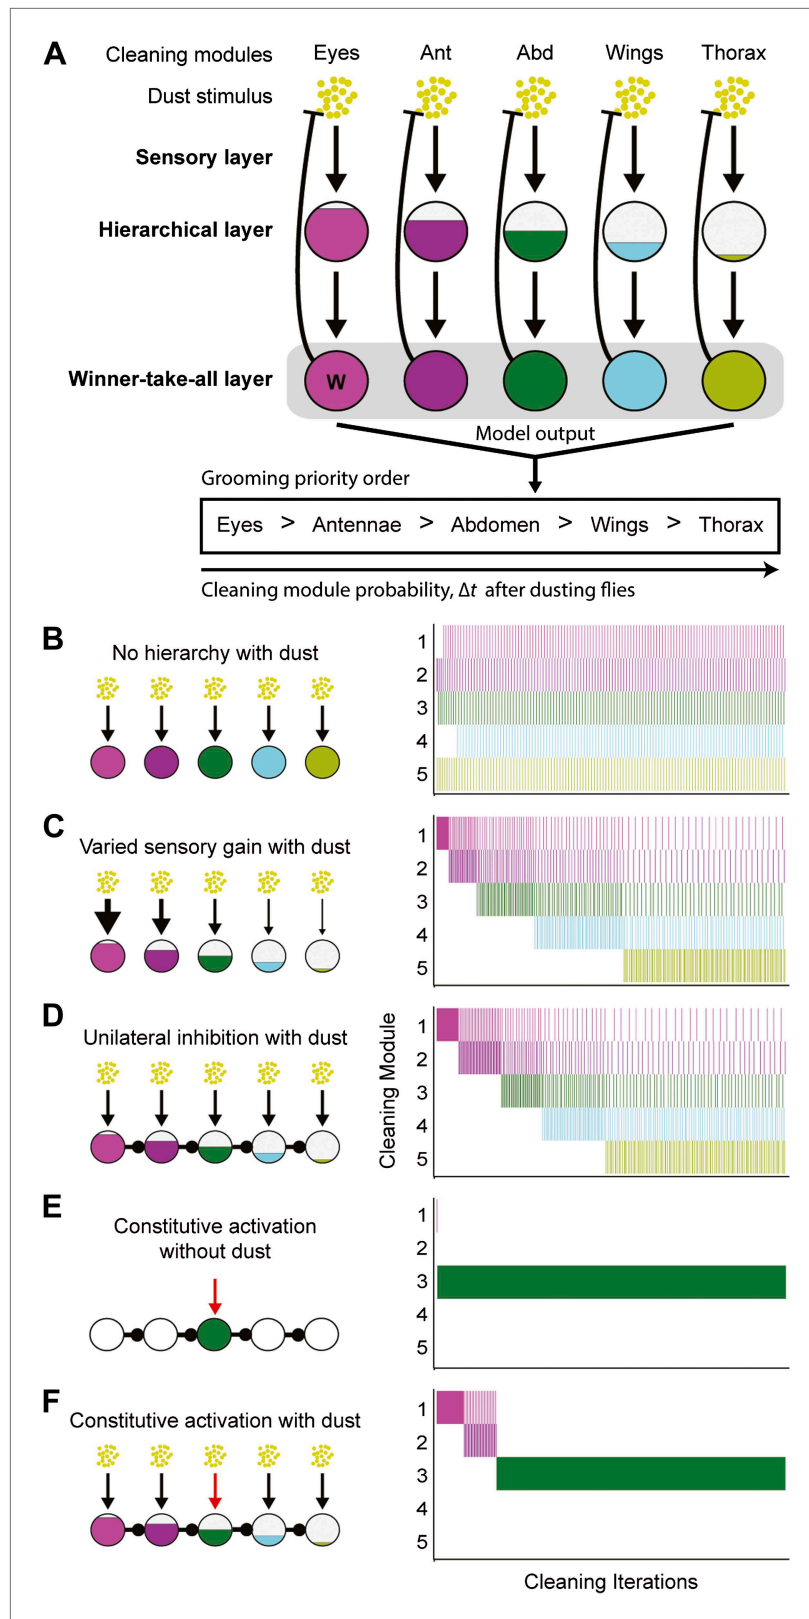 A
Cleaning modules Eyes Ant Abd Wings Thorax
Dust stimulus
Sensory layer
Hierarchical layer
Winner-take-all layer W
Model output
Grooming priority order
Eyes > Antennae > Abdomen > Wings > Thorax
Cleaning module probability, Δt after dusting flies
B
No hierarchy with dust
1
2
3
4
5
C
Varied sensory gain with dust
1
2
3
4
5
D
Unilateral inhibition with dust
Cleaning Module
1
2
3
4
5
E
Constitutive activation
without dust
1
2
3
4
5
F
Constitutive activation with dust
1
2
3
4
5
Cleaning Iterations